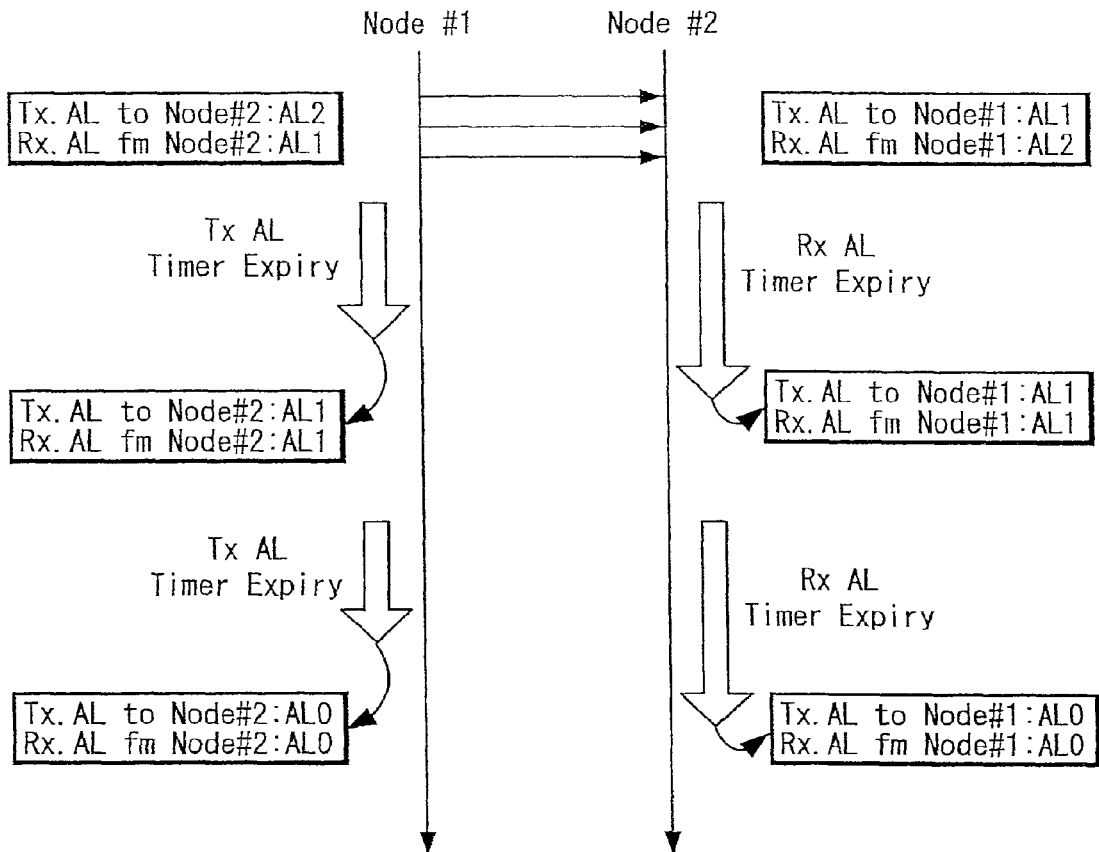 Node #1
Node #2
Tx. AL to Node#2:AL2
Rx. AL fm Node#2:AL1
Tx. AL to Node#1:AL1
Rx. AL fm Node#1:AL2
Tx AL
Timer Expiry
Rx AL
Timer Expiry
Tx. AL to Node#2:AL1
Rx. AL fm Node#2:AL1
Tx. AL to Node#1:AL1
Rx. AL fm Node#1:AL1
Tx AL
Timer Expiry
Rx AL
Timer Expiry
Tx. AL to Node#2:AL0
Rx. AL fm Node#2:AL0
Tx. AL to Node#1:AL0
Rx. AL fm Node#1:AL0